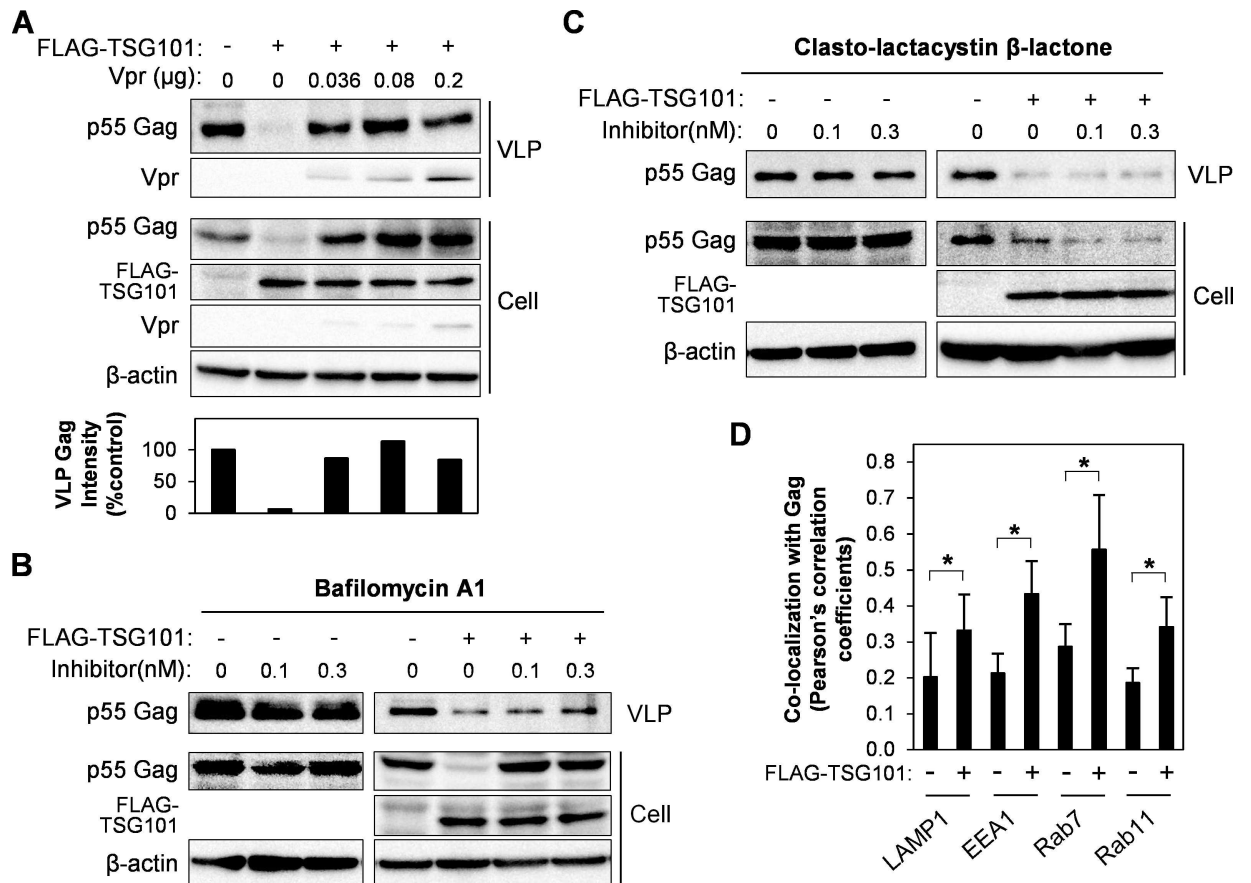 A
FLAG-TSG101: - + + + +
Vpr (µg): 0 0 0.036 0.08 0.2
p55 Gag
Vpr
VLP
p55 Gag
FLAG-
TSG101
Vpr
β-actin
Cell
VLP Gag
Intensity
(%control)
100
50
0
B
Bafilomycin A1
FLAG-TSG101: - - - - + + +
Inhibitor(nM) 0 0.1 0.3 0 0 0.1 0.3
p55 Gag
VLP
p55 Gag
FLAG-
TSG101
β-actin
Cell
C
Clasto-lactacystin β-lactone
FLAG-TSG101: - - - - + + +
Inhibitor(nM) 0 0.1 0.3 0 0 0.1 0.3
p55 Gag
VLP
p55 Gag
FLAG-
TSG101
β-actin
Cell
D
Co-localization with Gag
(Pearson's correlation
coefficients)
0.8
0.7
0.6
0.5
0.4
0.3
0.2
0.1
0.0
* * * *
FLAG-TSG101: - + - + - + - +
LAMP1 EEA1 Rab7 Rab11